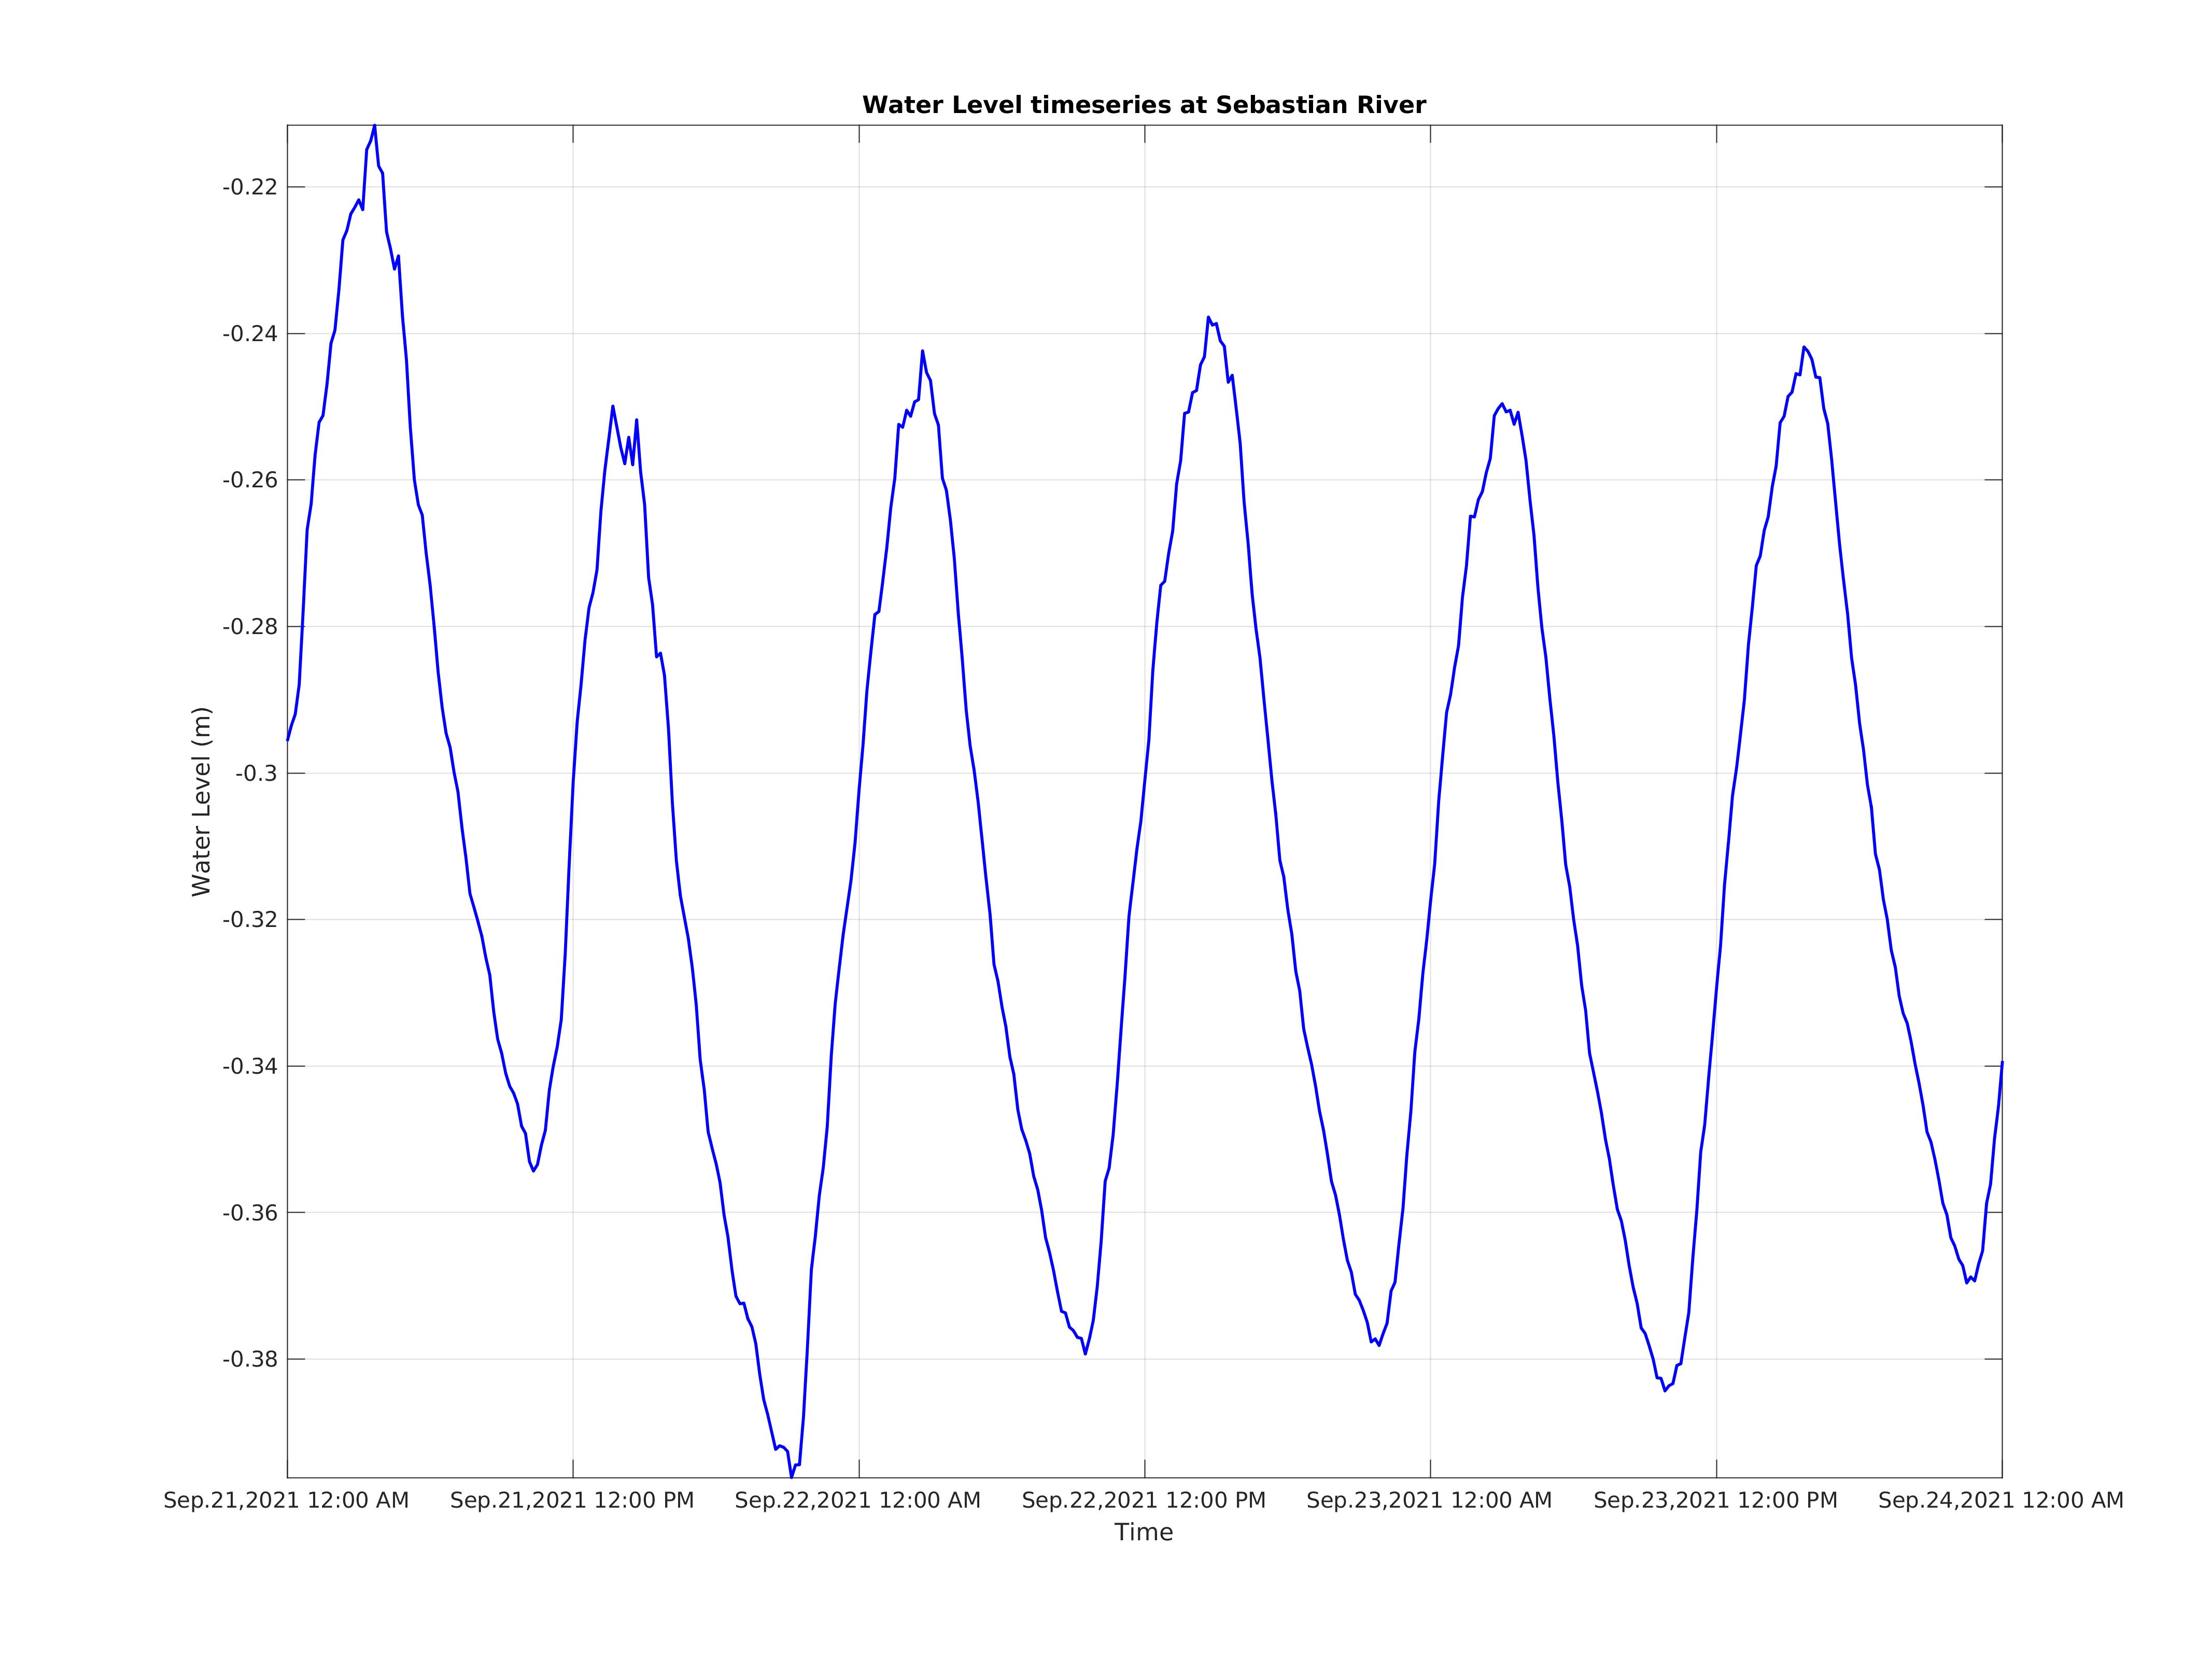 Water Level timeseries at Sebastian River
-0.22
-0.24
-0.26
-0.28
-0.3
-0.32
-0.34
-0.36
-0.38
Water Level (m)
Sep.21,2021 12:00 AM
Sep.21,2021 12:00 PM
Sep.22,2021 12:00 AM
Sep.22,2021 12:00 PM
Sep.23,2021 12:00 AM
Sep.23,2021 12:00 PM
Sep.24,2021 12:00 AM
Time